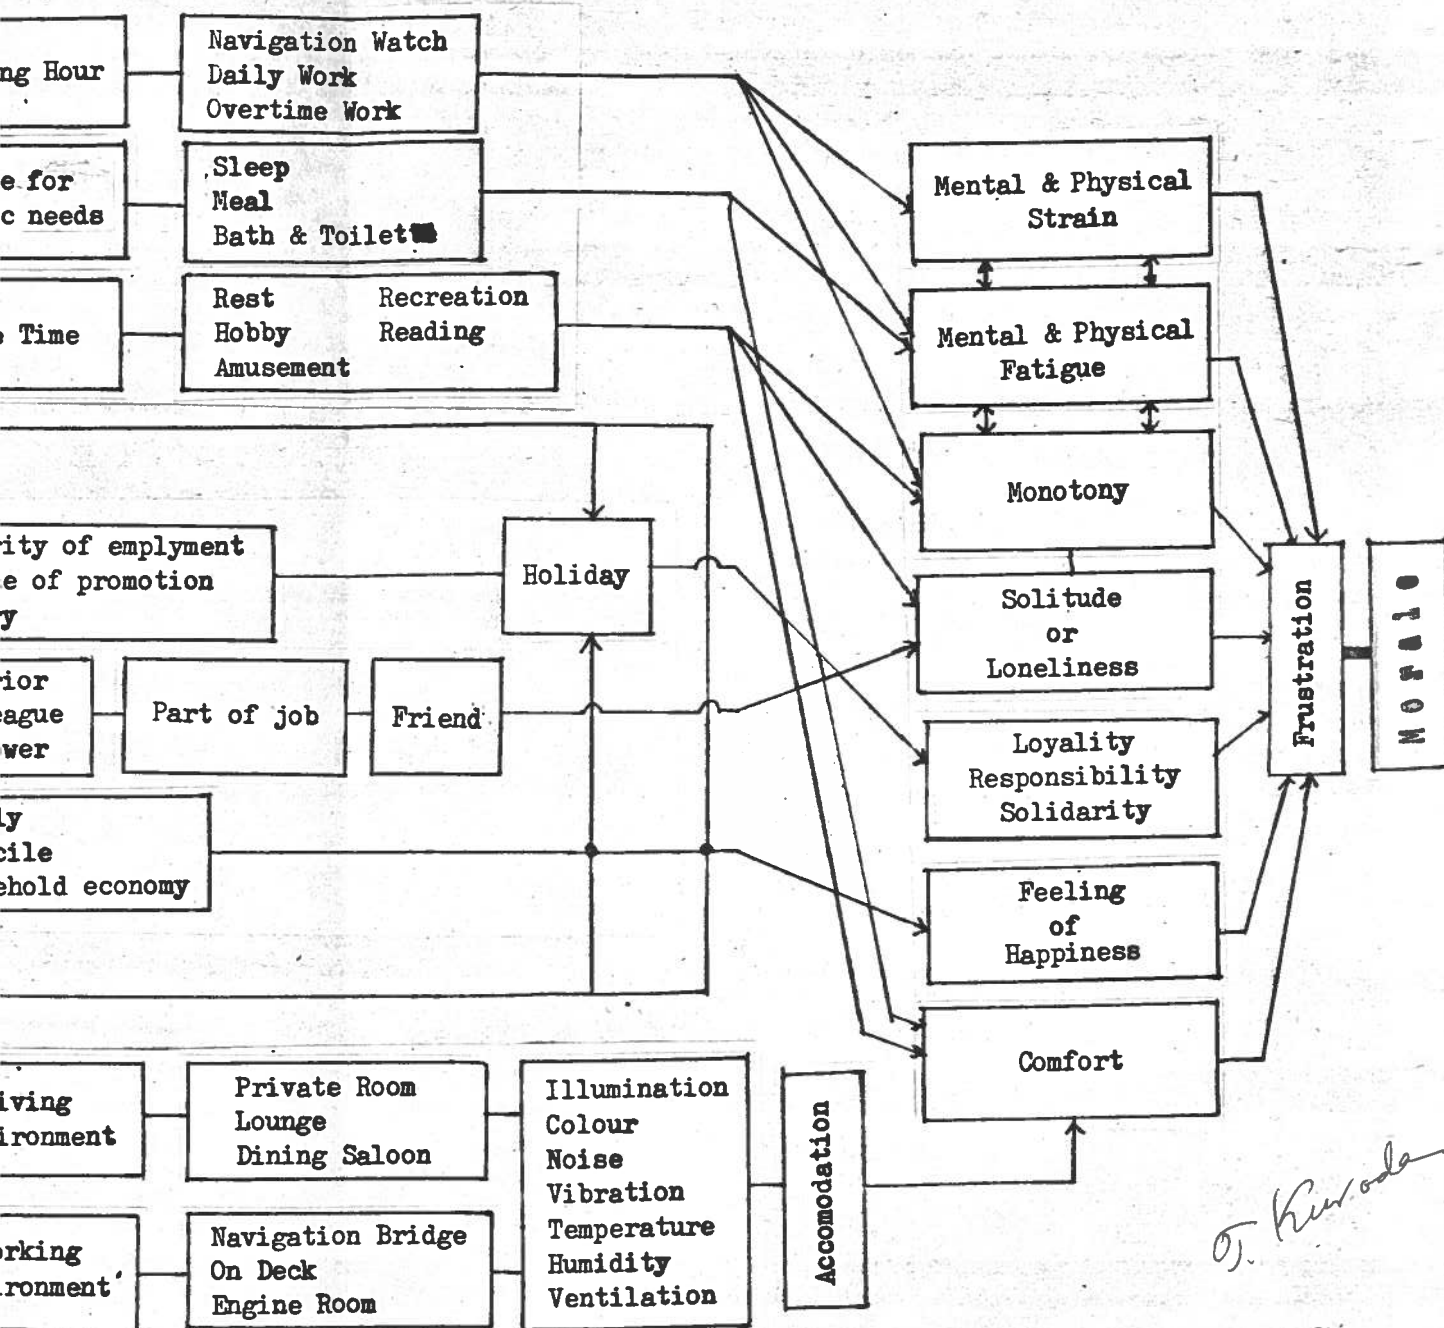 ng Hour
Navigation Watch
Daily Work
Overtime Work
e for
c needs
Sleep
Meal
Bath & Toilet
Time
Rest
Recreation
Hobby
Reading
Amusement
Mental & Physical
Strain
Mental & Physical
Fatigue
Monotony
Solitude
or
Loneliness
Loyality
Responsibility
Solidarity
Feeling
of
Happiness
Comfort
Frustration
Morale
rity of emplyment
e of promotion
ry
Holiday
rior
eague
ower
Part of job
Friend
ly
cile
ehold economy
iving
ironment
Private Room
Lounge
Dining Saloon
orking
ironment
Navigation Bridge
On Deck
Engine Room
Illumination
Colour
Noise
Vibration
Temperature
Humidity
Ventilation
Accomodation
J. Kuroda